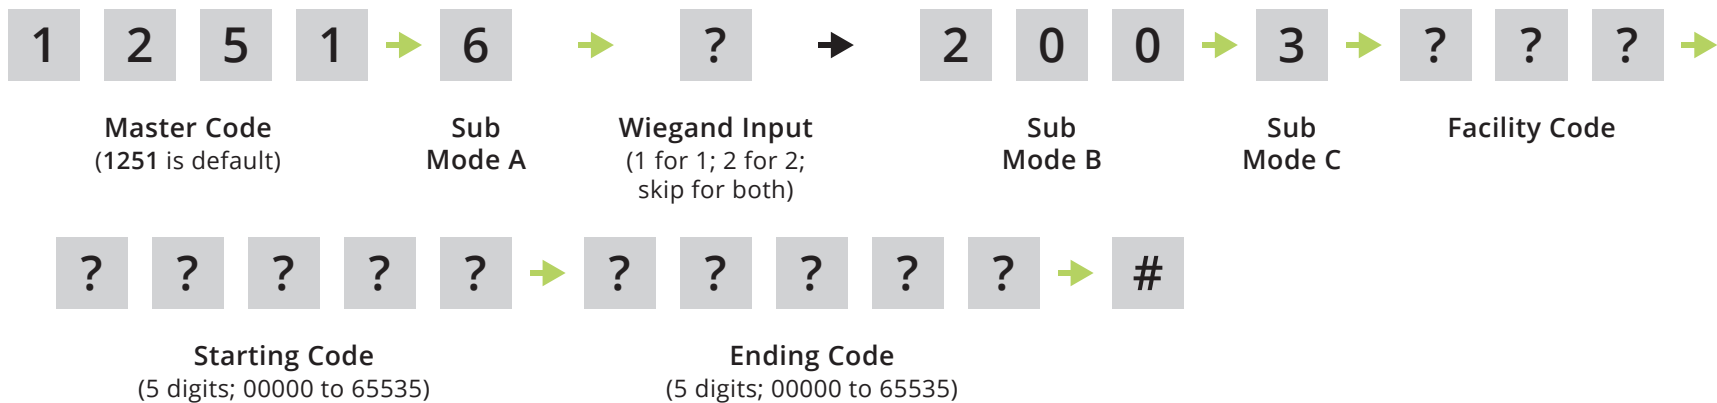 1 2 5 1 6 ? 2 0 0 3 ? ? ?
Master Code Sub Wiegand Input Sub Sub Facility Code
(1251 is default) Mode A (1 for 1; 2 for 2; Mode B Mode C
skip for both)
? ? ? ? ? ? ? ? ? ? #
Starting Code Ending Code
(5 digits; 00000 to 65535) (5 digits; 00000 to 65535)